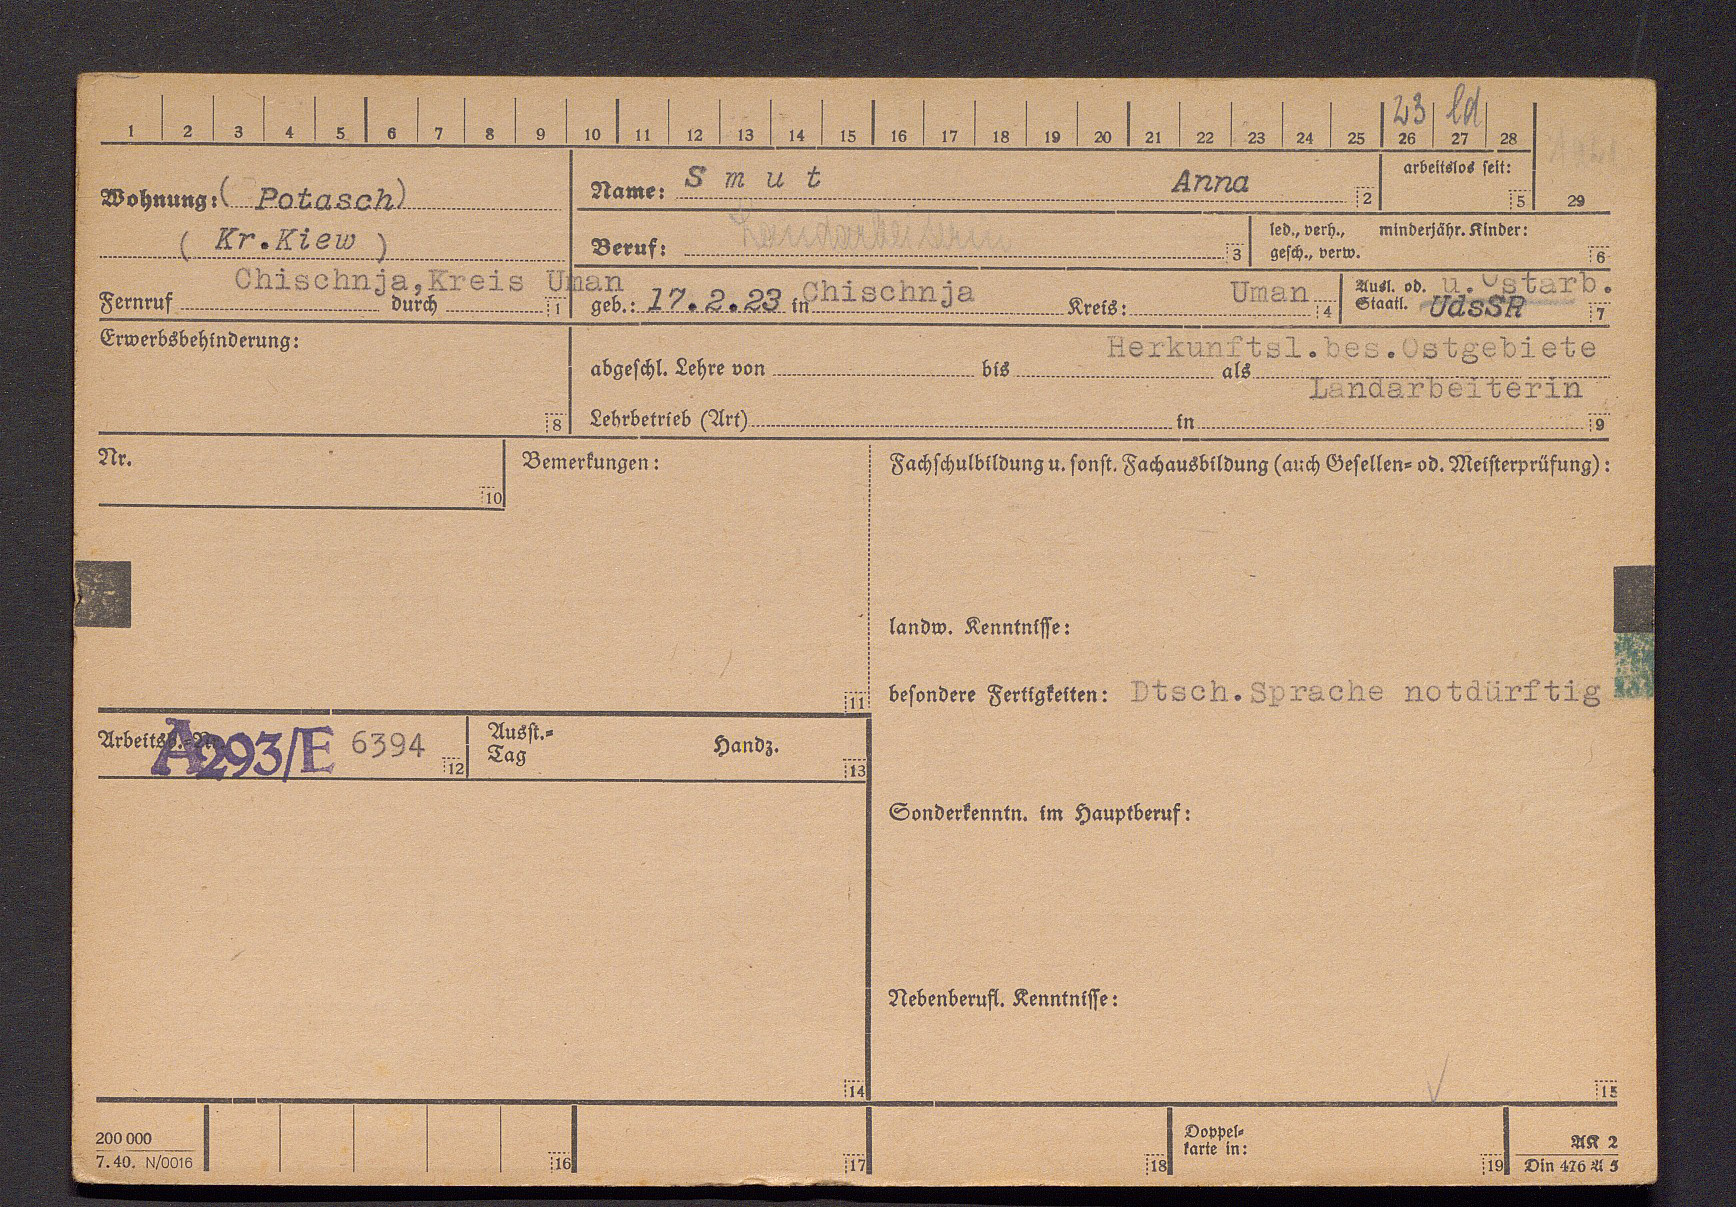 23 ld
1 2 3 4 5 6 7 8 9 10 11 12 13 14 15 16 17 18 19 20 21 22 23 24 25 26 27 28
Wohnung: ( Potasch)
( Kr.Kiew )
Chischnja,Kreis Uman
Fernruf durch 1
Name: S m u t Anna 2
arbeitslos seit: 5
29
Beruf: Landarbeiterin 3
led., verh., minderjähr. Kinder:
gesch., verw. 6
geb.: 17.2.23 in Chischnja Kreis: Uman 4
Ausl. od. u.Ostarb.
Staatl. UdsSR 7
Erwerbsbehinderung:
8
Herkunftsl.bes.Ostgebiete
abgeschl. Lehre von bis als
Landarbeiterin
Lehrbetrieb (Art) in 9
Nr.
10
Bemerkungen:
11
Fachschulbildung u. sonst. Fachausbildung (auch Gesellen- od. Meisterprüfung):
landw. Kenntnisse:
besondere Fertigkeiten: Dtsch.Sprache notdürftig
Arbeitsb.-Nr. A293/E 6394 12
Ausst.-
Tag Handz. 13
Sonderkenntn. im Hauptberuf:
Nebenberufl. Kenntnisse:
14
15
200 000
7. 40. N/0016
16
17
18
Doppel-
karte in:
19
AK 2
Din 476 A 5